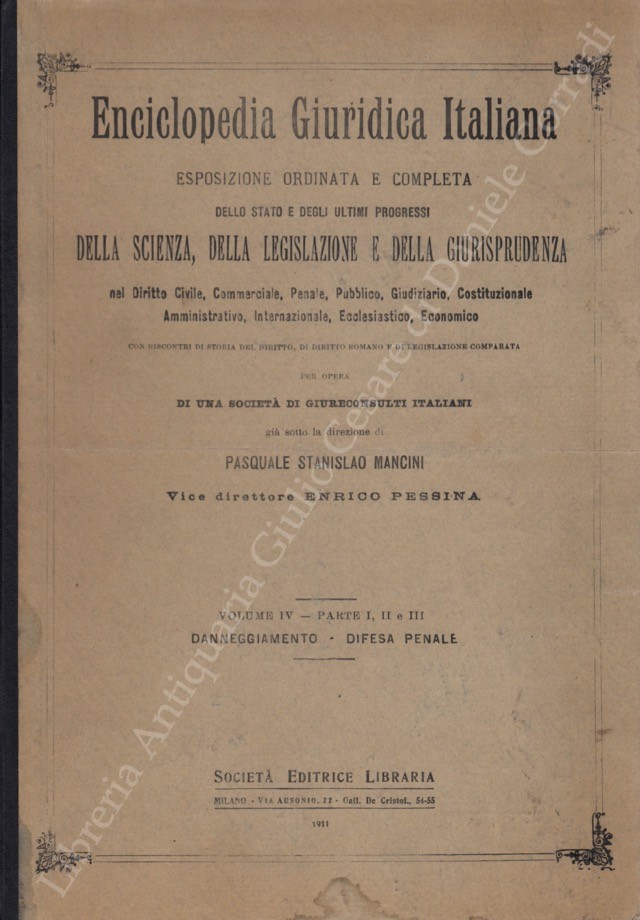 Enciclopedia Giuridica Italiana
ESPOSIZIONE ORDINATA E COMPLETA
DELLO STATO E DEGLI ULTIMI PROGRESSI
DELLA SCIENZA, DELLA LEGISLAZIONE E DELLA GIURISPRUDENZA
nel Diritto Civile, Commerciale, Penale, Pubblico, Giudiziario, Costituzionale
Amministrativo, Internazionale, Ecclesiastico, Economico
CON RISCONTRI DI STORIA DEL DIRITTO, DI DIRITTO ROMANO E DI LEGISLAZIONE COMPARATA
PER OPERA
DI UNA SOCIETÀ DI GIURECONSULTI ITALIANI
già sotto la direzione di
PASQUALE STANISLAO MANCINI
Vice direttore ENRICO PESSINA
VOLUME IV — PARTE I, II e III
DANNEGGIAMENTO - DIFESA PENALE
SOCIETÀ EDITRICE LIBRARIA
MILANO - VIA AUSONIO, 22 - Gall. De Cristof., 54-55
1911
Libreria Antiquaria Giulio Cesare di Daniele Corradi